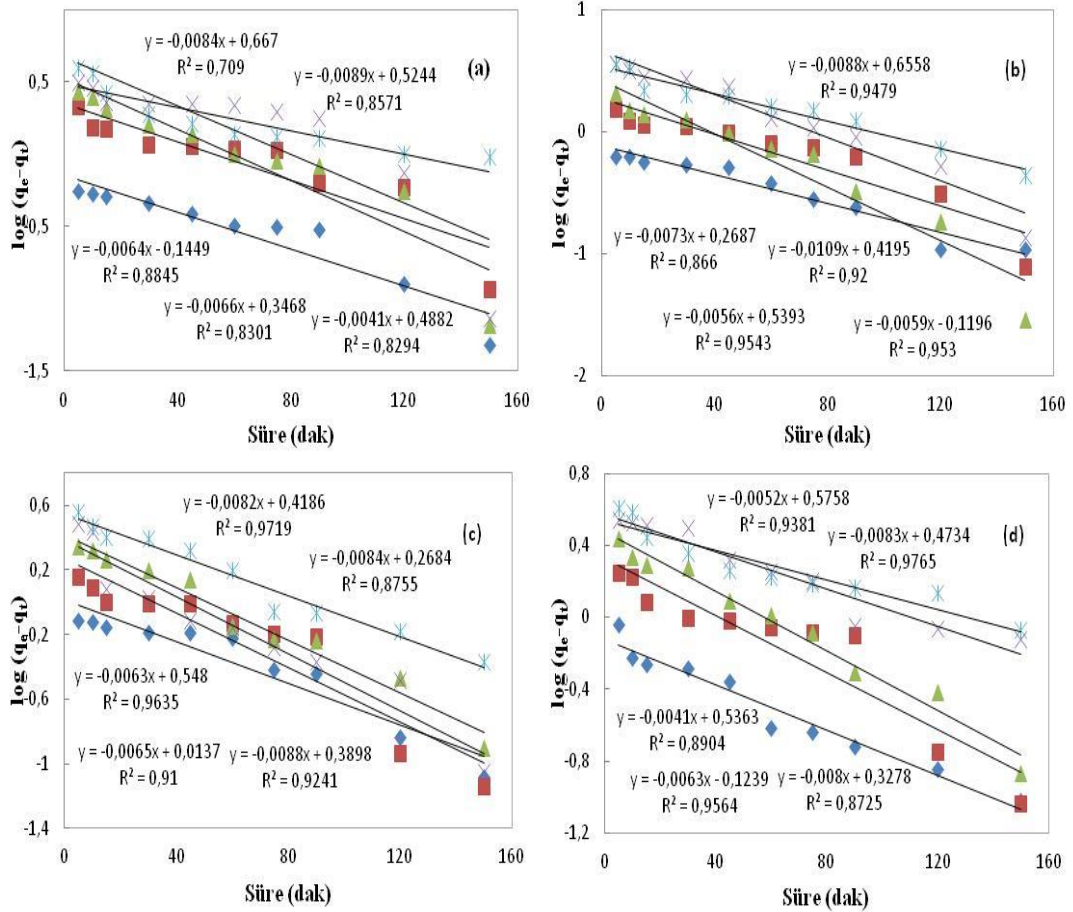 (a)
0,5
-0,5
-1,5
y = -0,0084x + 0,667
R² = 0,709
y = -0,0089x + 0,5244
R² = 0,8571
y = -0,0064x - 0,1449
R² = 0,8845
y = -0,0066x + 0,3468
R² = 0,8301
y = -0,0041x + 0,4882
R² = 0,8294
0 40 80 120 160
Süre (dak)
log (qₑ-qₜ)
(b)
1
0
-1
-2
y = -0,0088x + 0,6558
R² = 0,9479
y = -0,0073x + 0,2687
R² = 0,866
y = -0,0109x + 0,4195
R² = 0,92
y = -0,0056x + 0,5393
R² = 0,9543
y = -0,0059x - 0,1196
R² = 0,953
0 40 80 120 160
Süre (dak)
log (qₑ-qₜ)
(c)
0,6
0,2
-0,2
-0,6
-1
-1,4
y = -0,0082x + 0,4186
R² = 0,9719
y = -0,0084x + 0,2684
R² = 0,8755
y = -0,0063x + 0,548
R² = 0,9635
y = -0,0065x + 0,0137
R² = 0,91
y = -0,0088x + 0,3898
R² = 0,9241
0 40 80 120 160
Süre (dak)
log (qₑ-qₜ)
(d)
0,8
0,4
0
-0,4
-0,8
-1,2
y = -0,0052x + 0,5758
R² = 0,9381
y = -0,0083x + 0,4734
R² = 0,9765
y = -0,0041x + 0,5363
R² = 0,8904
y = -0,0063x - 0,1239
R² = 0,9564
y = -0,008x + 0,3278
R² = 0,8725
0 40 80 120 160
Süre (dak)
log (qₑ-qₜ)